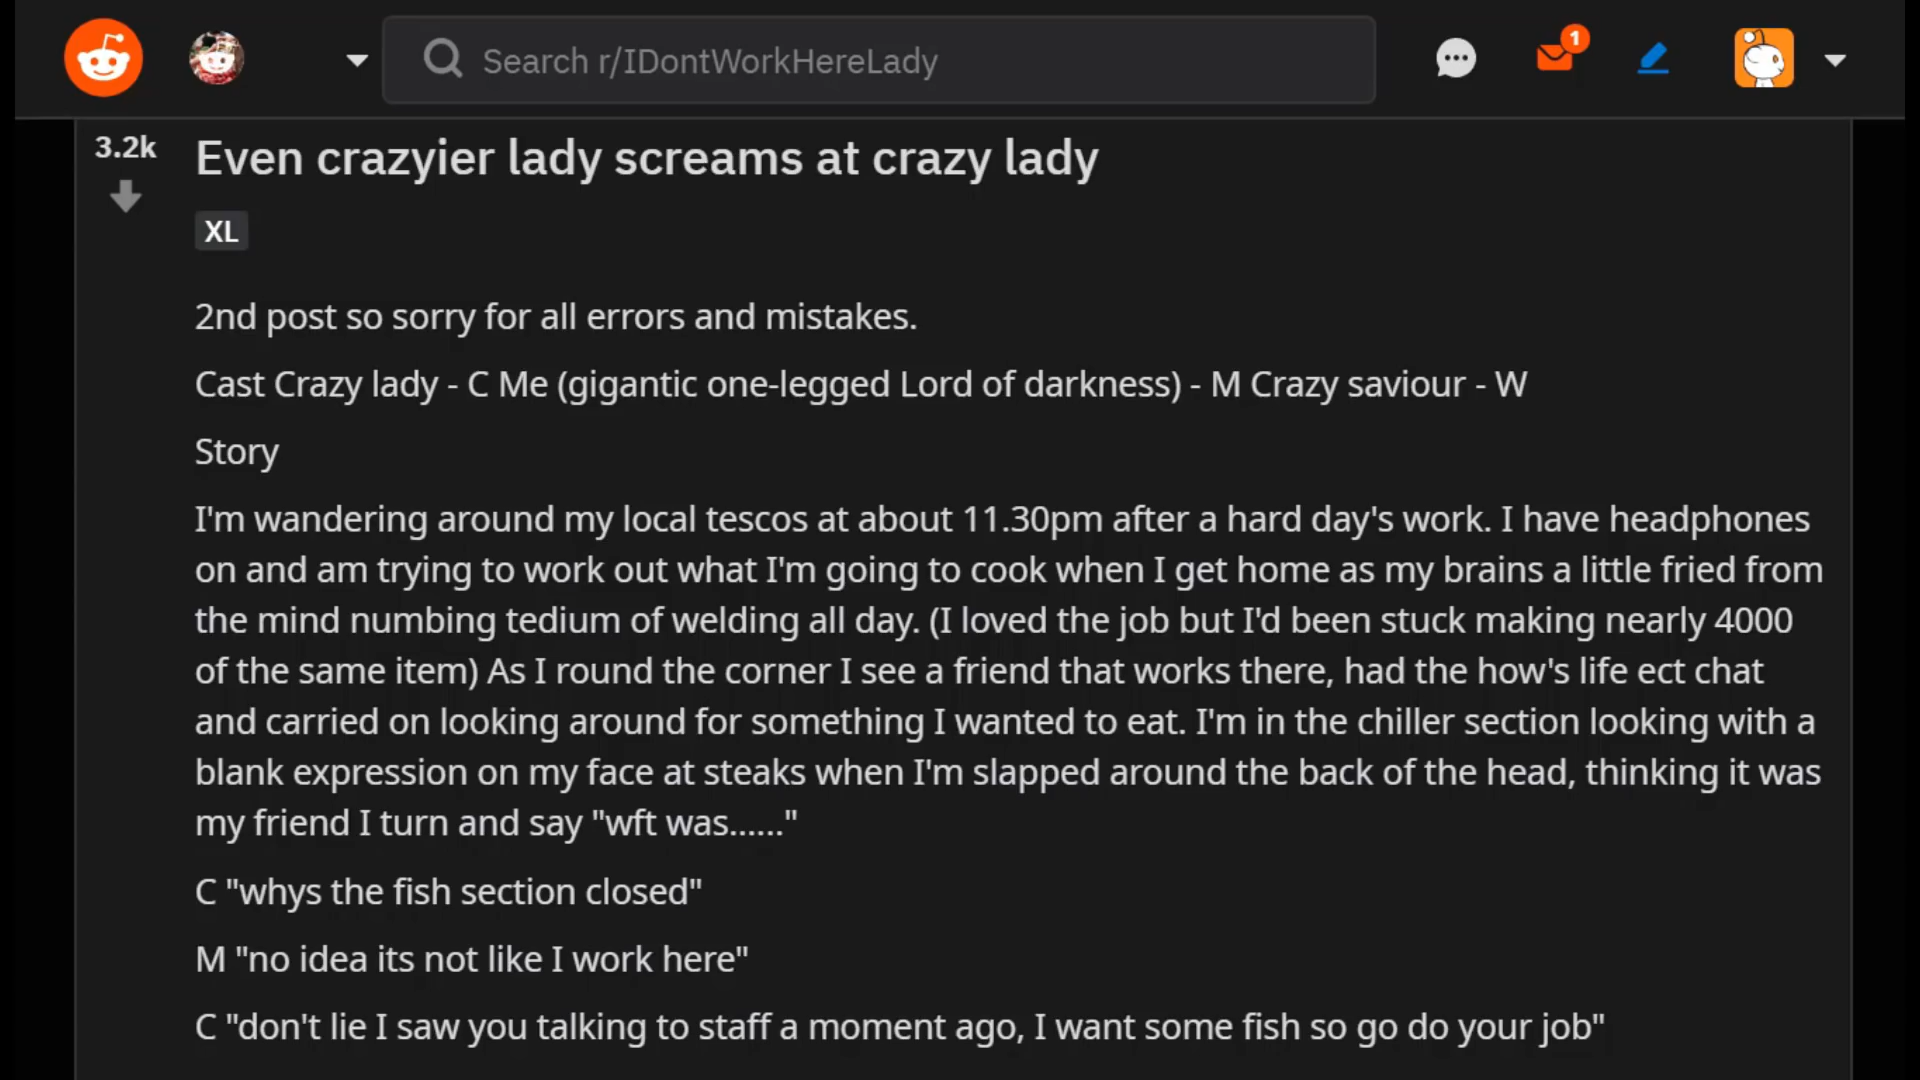 Search r/IDontWorkHereLady
1
3.2k
Even crazyier lady screams at crazy lady
XL
2nd post so sorry for all errors and mistakes.
Cast Crazy lady - C Me (gigantic one-legged Lord of darkness) - M Crazy saviour - W
Story
I'm wandering around my local tescos at about 11.30pm after a hard day's work. I have headphones
on and am trying to work out what I'm going to cook when I get home as my brains a little fried from
the mind numbing tedium of welding all day. (I loved the job but I'd been stuck making nearly 4000
of the same item) As I round the corner I see a friend that works there, had the how's life ect chat
and carried on looking around for something I wanted to eat. I'm in the chiller section looking with a
blank expression on my face at steaks when I'm slapped around the back of the head, thinking it was
my friend I turn and say "wft was......"
C "whys the fish section closed"
M "no idea its not like I work here"
C "don't lie I saw you talking to staff a moment ago, I want some fish so go do your job"